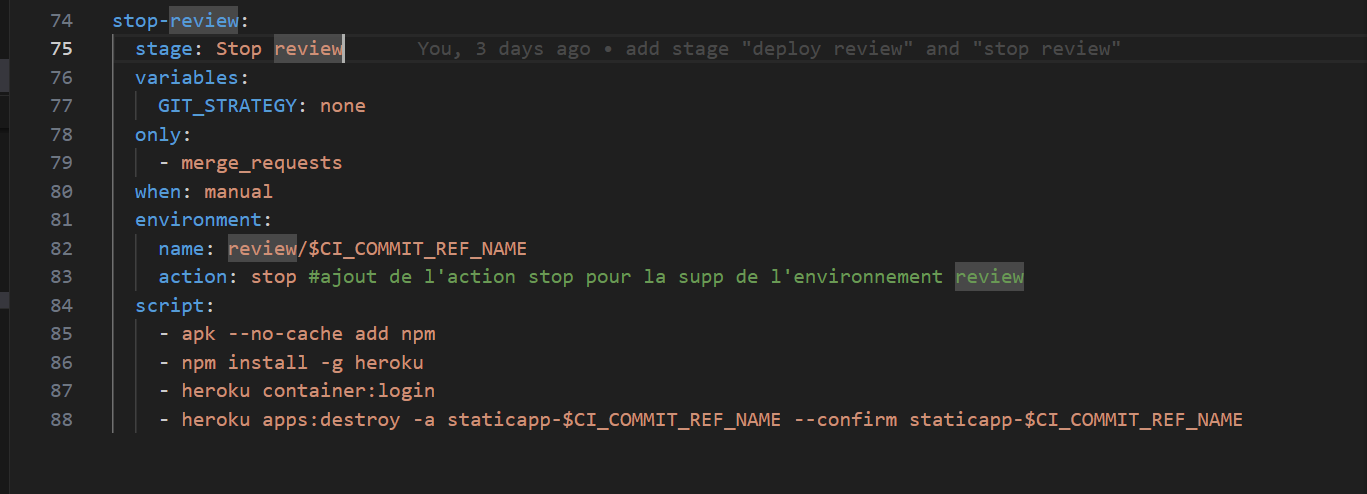 74 stop-review:
75 stage: Stop review You, 3 days ago • add stage "deploy review" and "stop review"
76 variables:
77 GIT_STRATEGY: none
78 only:
79 - merge_requests
80 when: manual
81 environment:
82 name: review/$CI_COMMIT_REF_NAME
83 action: stop #ajout de l'action stop pour la supp de l'environnement review
84 script:
85 - apk --no-cache add npm
86 - npm install -g heroku
87 - heroku container:login
88 - heroku apps:destroy -a staticapp-$CI_COMMIT_REF_NAME --confirm staticapp-$CI_COMMIT_REF_NAME